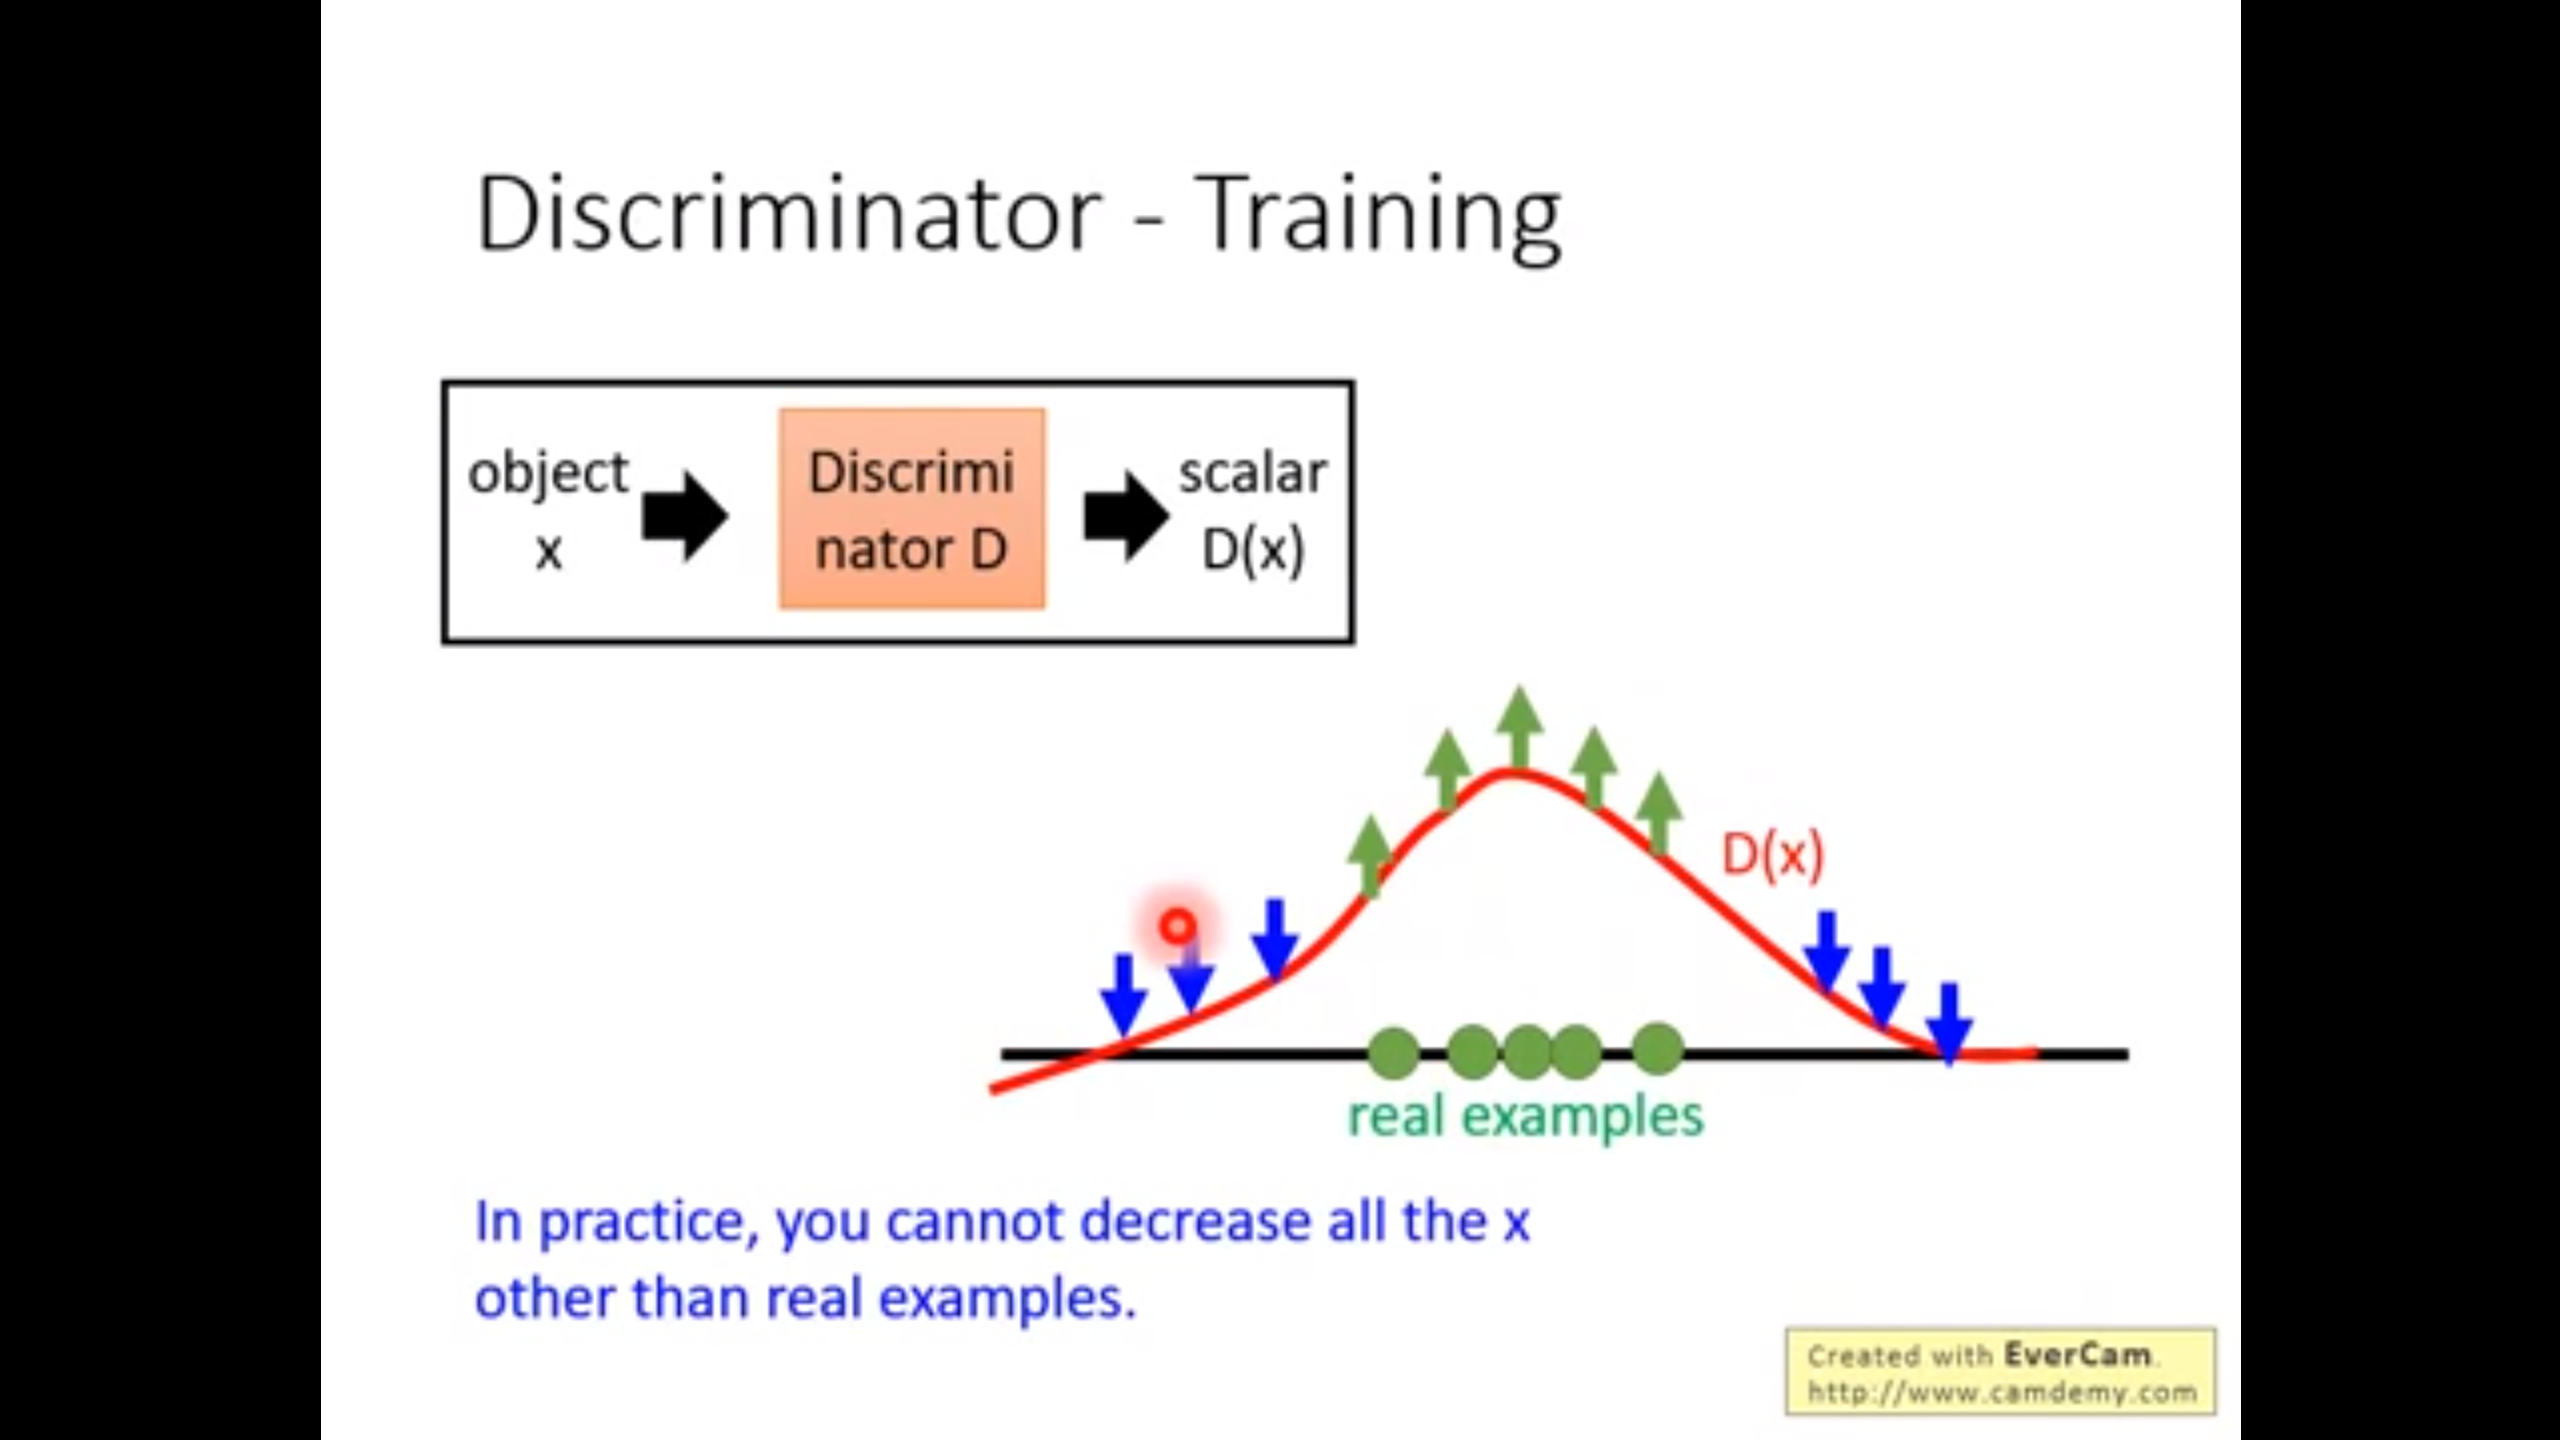 Discriminator - Training
object
x
Discrimi
nator D
scalar
D(x)
D(x)
real examples
In practice, you cannot decrease all the x
other than real examples.
Created with EverCam.
http://www.camdemy.com